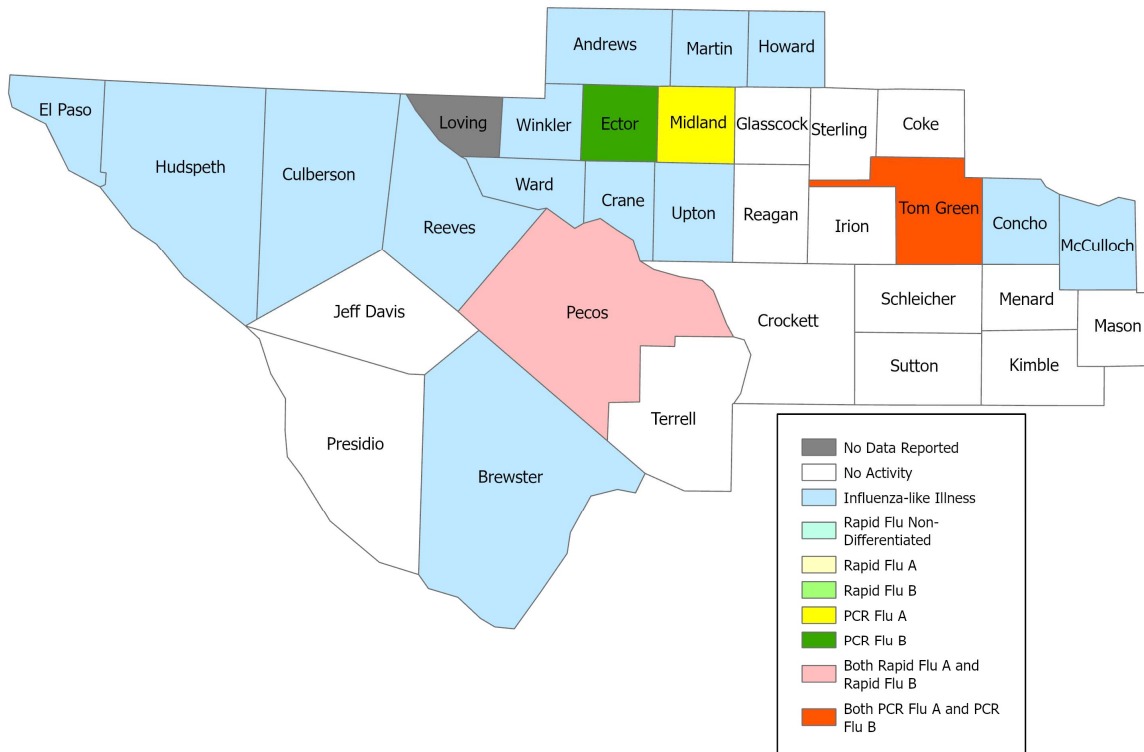 Andrews
Martin
Howard
El Paso
Hudspeth
Culberson
Loving
Winkler
Ector
Midland
Glasscock
Sterling
Coke
Reeves
Ward
Crane
Upton
Reagan
Irion
Tom Green
Concho
McCulloch
Jeff Davis
Pecos
Crockett
Schleicher
Menard
Mason
Sutton
Kimble
Presidio
Brewster
Terrell
No Data Reported
No Activity
Influenza-like Illness
Rapid Flu Non-
Differentiated
Rapid Flu A
Rapid Flu B
PCR Flu A
PCR Flu B
Both Rapid Flu A and
Rapid Flu B
Both PCR Flu A and PCR
Flu B